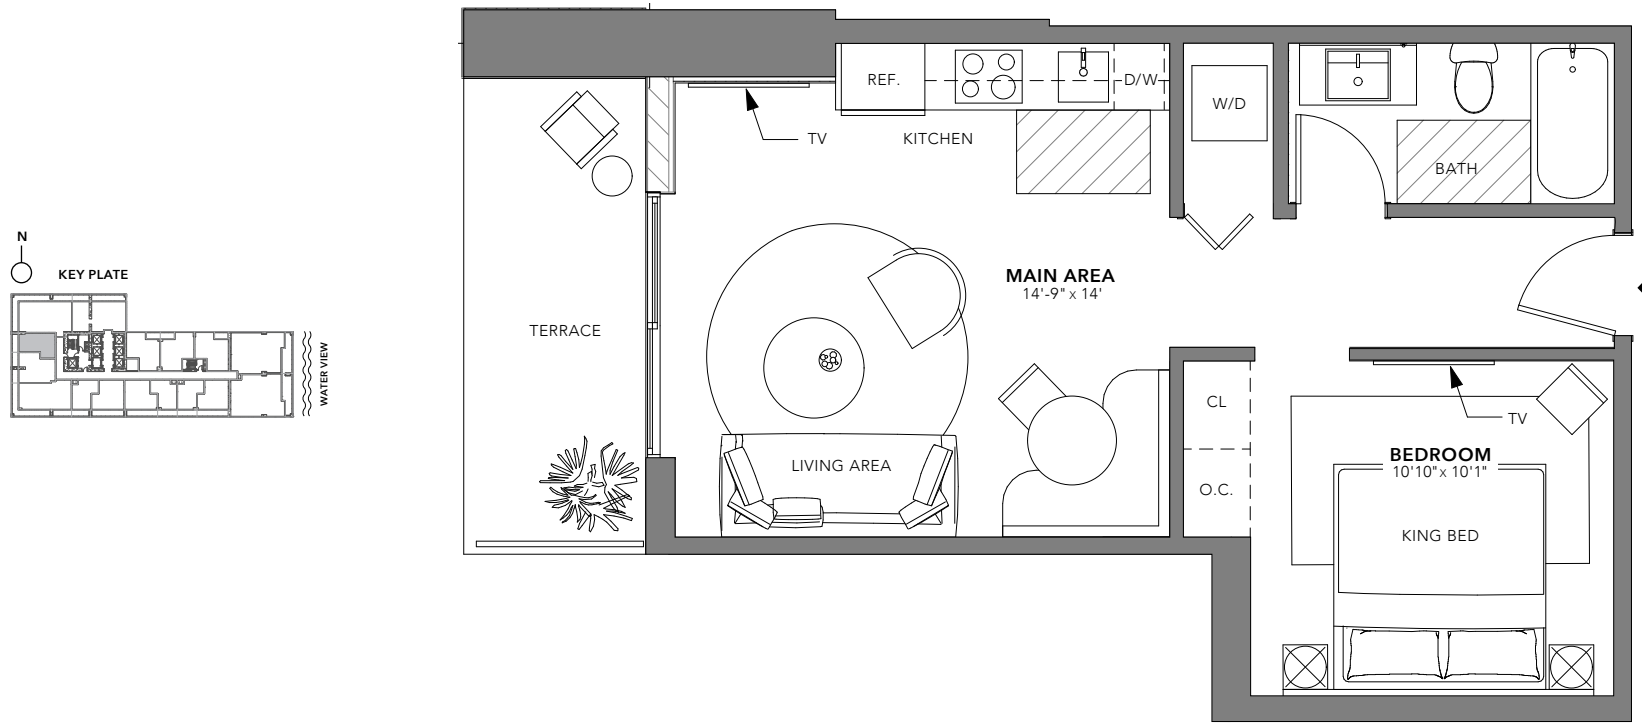 N
KEY PLATE
WATER VIEW
REF.
D/W
W/D
TV
KITCHEN
BATH
MAIN AREA
14'-9" x 14'
TERRACE
LIVING AREA
CL
O.C.
TV
BEDROOM
10'10" x 10'1"
KING BED